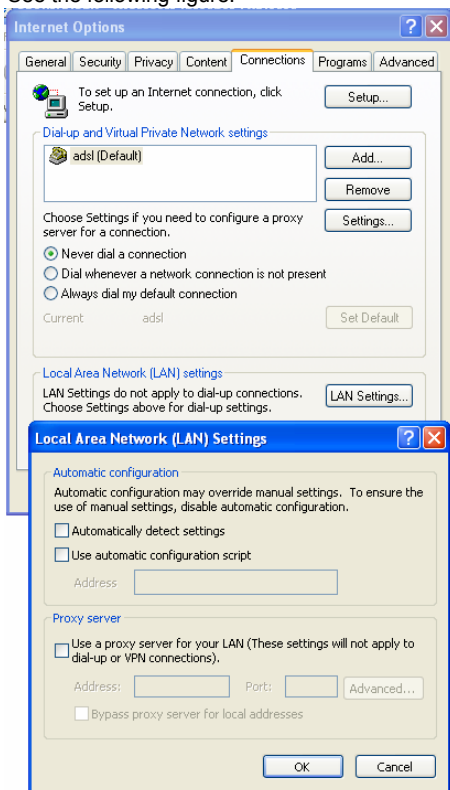 See the following figure.
Internet Options
General Security Privacy Content Connections Programs Advanced
To set up an Internet connection, click
Setup.
Setup...
Dial-up and Virtual Private Network settings
adsl (Default)
Add...
Remove
Choose Settings if you need to configure a proxy
server for a connection.
Settings...
Never dial a connection
Dial whenever a network connection is not present
Always dial my default connection
Current adsl
Set Default
Local Area Network (LAN) settings
LAN Settings do not apply to dial-up connections.
Choose Settings above for dial-up settings.
LAN Settings...
Local Area Network (LAN) Settings
Automatic configuration
Automatic configuration may override manual settings. To ensure the
use of manual settings, disable automatic configuration.
Automatically detect settings
Use automatic configuration script
Address
Proxy server
Use a proxy server for your LAN (These settings will not apply to
dial-up or VPN connections).
Address: Port: Advanced...
Bypass proxy server for local addresses
OK Cancel